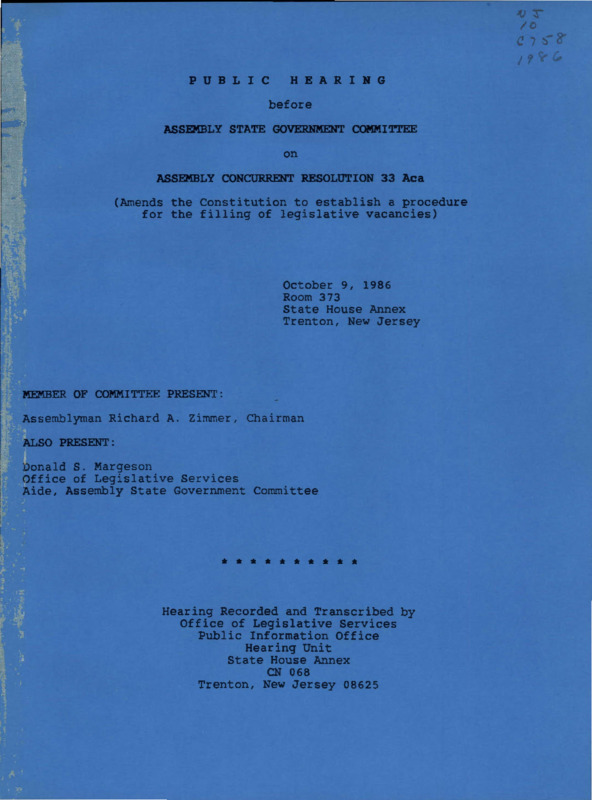 NJ
10
C758
1986
PUBLIC HEARING
before
ASSEMBLY STATE GOVERNMENT COMMITTEE
on
ASSEMBLY CONCURRENT RESOLUTION 33 Aca
(Amends the Constitution to establish a procedure
for the filling of legislative vacancies)
October 9, 1986
Room 373
State House Annex
Trenton, New Jersey
MEMBER OF COMMITTEE PRESENT:
Assemblyman Richard A. Zimmer, Chairman
ALSO PRESENT:
Donald S. Margeson
Office of Legislative Services
Aide, Assembly State Government Committee
* * * * * * * * * *
Hearing Recorded and Transcribed by
Office of Legislative Services
Public Information Office
Hearing Unit
State House Annex
CN 068
Trenton, New Jersey 08625